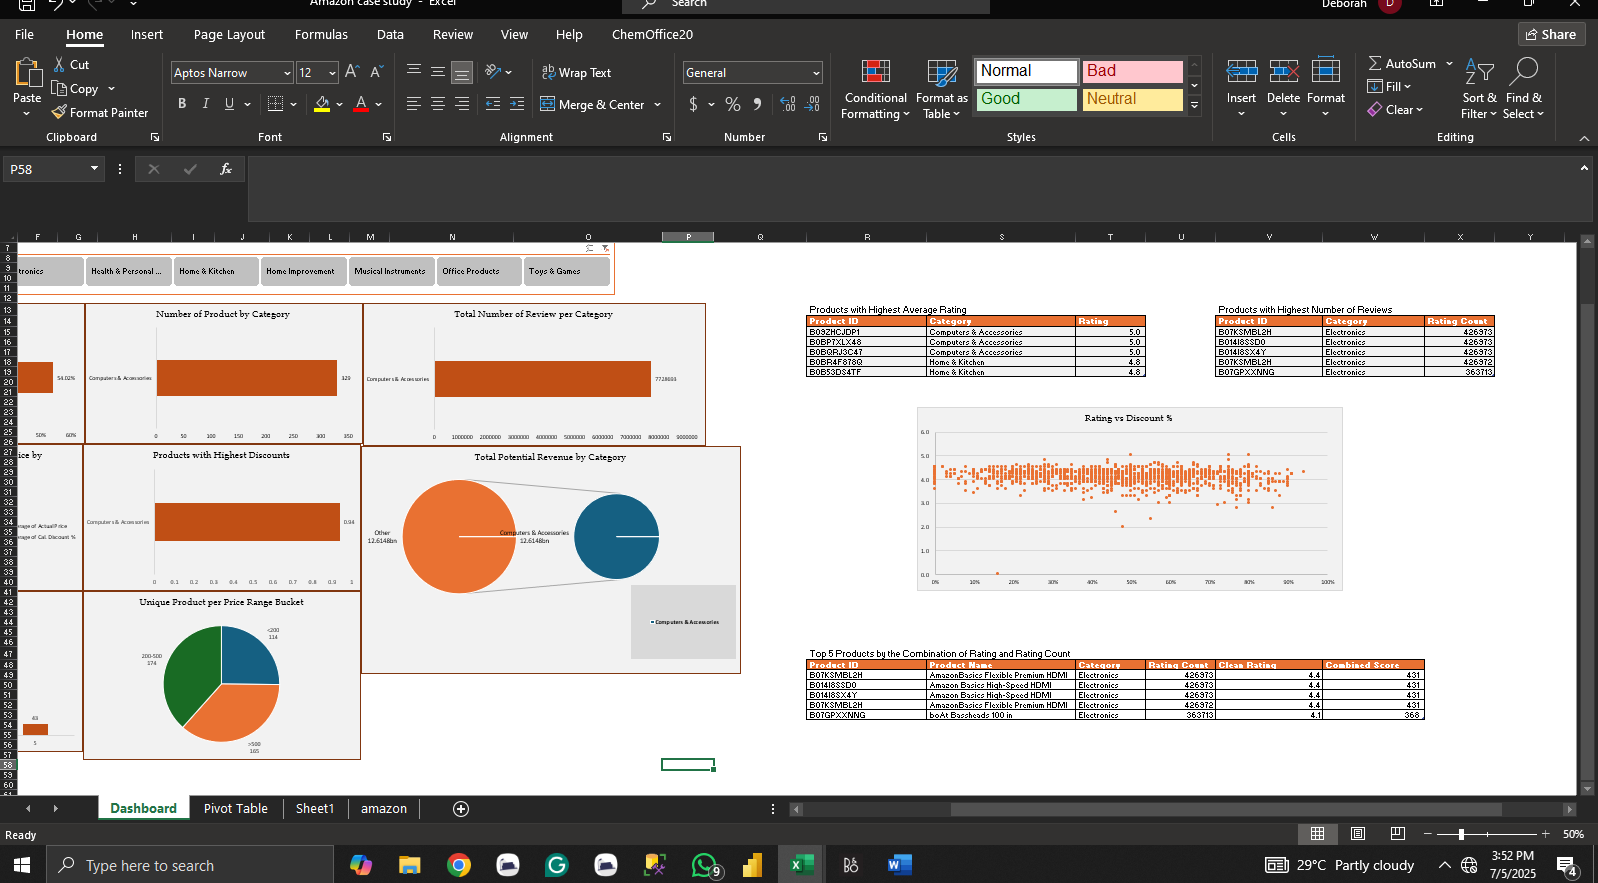 Amazon case study - Excel
Search
Deborah
D
File Home Insert Page Layout Formulas Data Review View Help ChemOffice20
Share
Paste
Cut
Copy
Format Painter
Clipboard
Aptos Narrow 12
B I U
Font
Wrap Text
Merge & Center
Alignment
General
$ % 9
Number
Conditional Formatting
Format as Table
Normal Bad
Good Neutral
Styles
Insert Delete Format
Cells
AutoSum
Fill
Clear
Sort & Filter
Find & Select
Editing
P58
fx
F G H I J K L M N O P Q R S T U V W X Y
tronics
Health & Personal ...
Home & Kitchen
Home Improvement
Musical Instruments
Office Products
Toys & Games
54.02%
50% 60%
Number of Product by Category
Computers & Accessories
329
0 50 100 150 200 250 300 350
Total Number of Review per Category
Computers & Accessories
7728693
0 1000000 2000000 3000000 4000000 5000000 6000000 7000000 8000000 9000000
ice by
rage of Actual Price
rage of Cal. Discount %
Products with Highest Discounts
Computers & Accessories
0.94
0 0.1 0.2 0.3 0.4 0.5 0.6 0.7 0.8 0.9 1
Total Potential Revenue by Category
Other
12.6148bn
Computers & Accessories
12.6148bn
Computers & Accessories
43
5
Unique Product per Price Range Bucket
<200
114
200-500
174
>500
165
Products with Highest Average Rating
Product ID Category Rating
B09ZHCJDP1 Computers & Accessories 5.0
B0BP7XLX48 Computers & Accessories 5.0
B0BQRJ3C47 Computers & Accessories 5.0
B0BR4F878Q Home & Kitchen 4.8
B0B53DS4TF Home & Kitchen 4.8
Products with Highest Number of Reviews
Product ID Category Rating Count
B07KSMBL2H Electronics 426973
B014I8SSD0 Electronics 426973
B014I8SX4Y Electronics 426973
B07KSMBL2H Electronics 426972
B07GPXXNNG Electronics 363713
Rating vs Discount %
6.0
5.0
4.0
3.0
2.0
1.0
0.0
0% 10% 20% 30% 40% 50% 60% 70% 80% 90% 100%
Top 5 Products by the Combination of Rating and Rating Count
Product ID Product Name Category Rating Count Clean Rating Combined Score
B07KSMBL2H AmazonBasics Flexible Premium HDMI Electronics 426973 4.4 431
B014I8SSD0 Amazon Basics High-Speed HDMI Electronics 426973 4.4 431
B014I8SX4Y Amazon Basics High-Speed HDMI Electronics 426973 4.4 431
B07KSMBL2H AmazonBasics Flexible Premium HDMI Electronics 426972 4.4 431
B07GPXXNNG boAt Bassheads 100 in Electronics 363713 4.1 368
Dashboard Pivot Table Sheet1 amazon
Ready
50%
Type here to search
9
29°C Partly cloudy
3:52 PM
7/5/2025
4